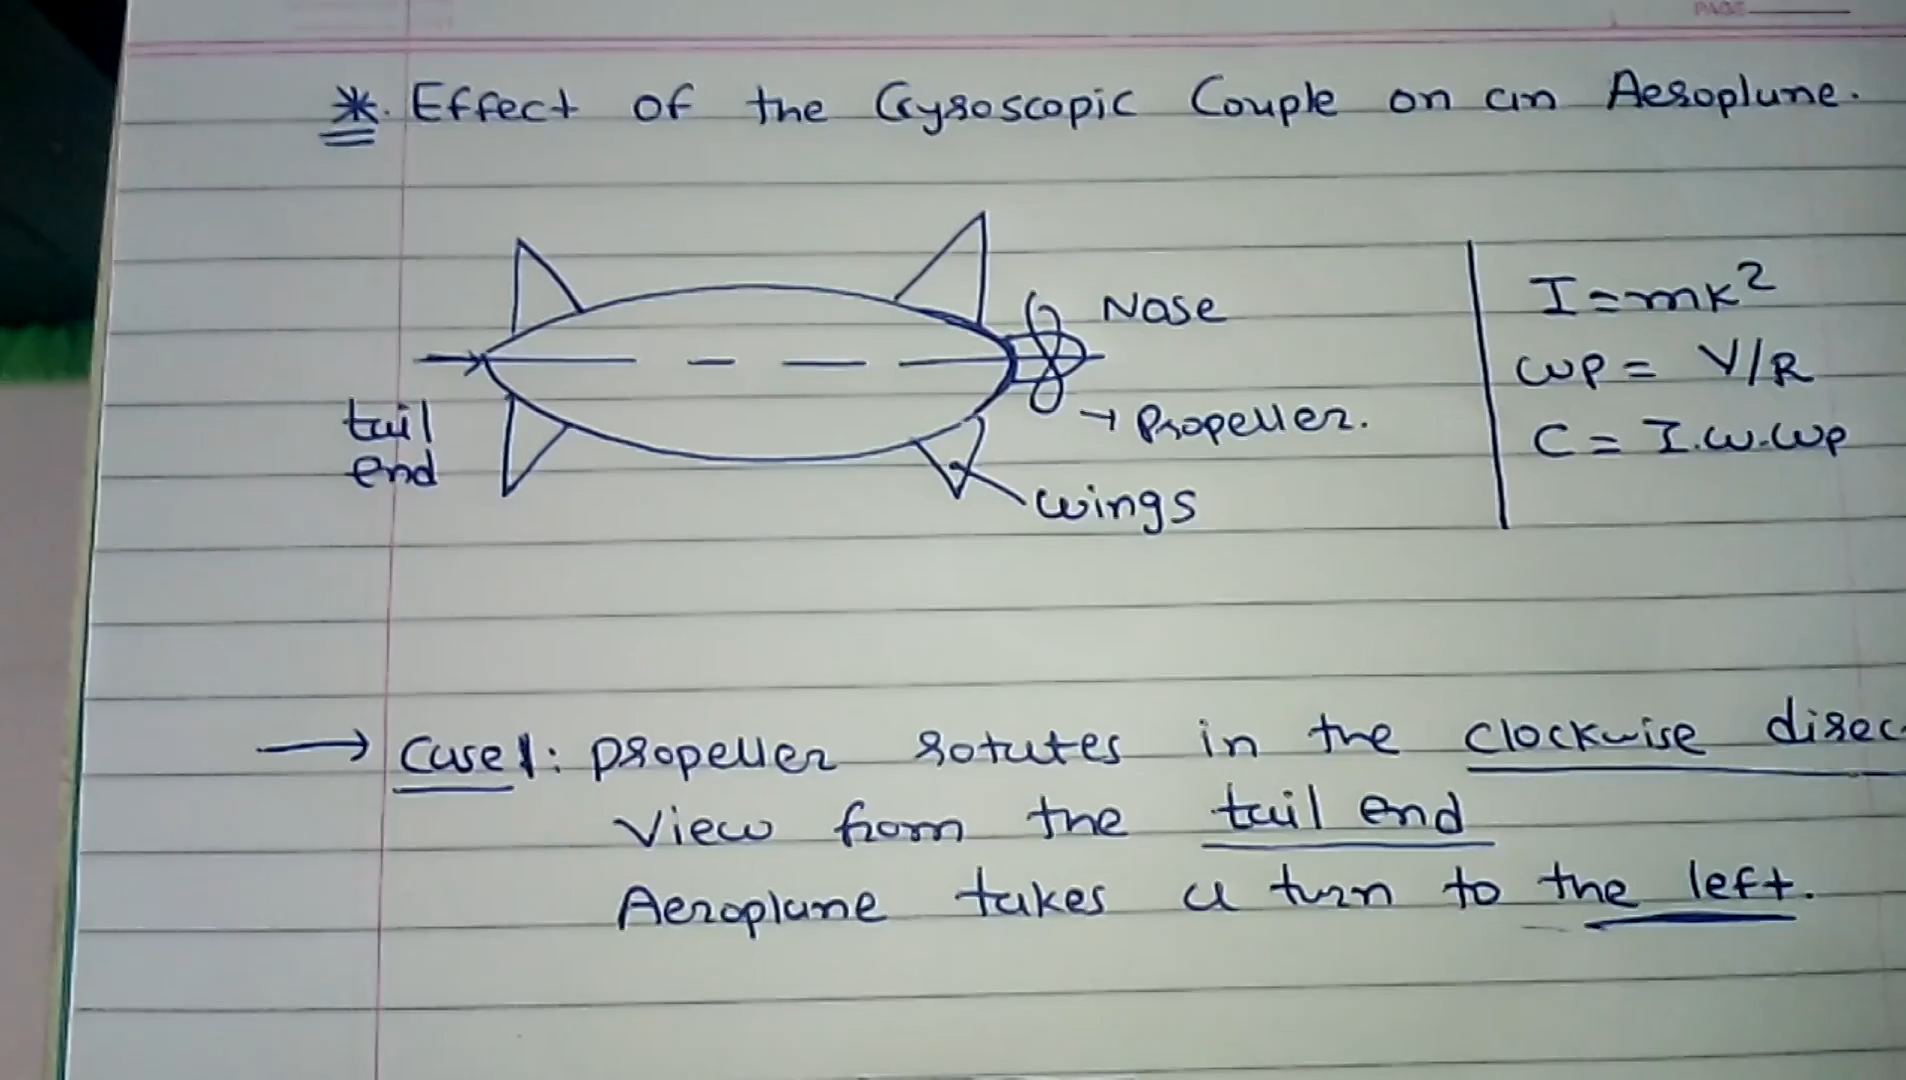 PAGE
* Effect of the Gyroscopic Couple on an Aeroplane.
Nose
I = mk²
ωp = V/R
C = I.ω.ωp
tail
end
→ Propeller.
wings
→ Case 1: propeller rotates in the clockwise direc
View from the tail end
Aeroplane takes a turn to the left.